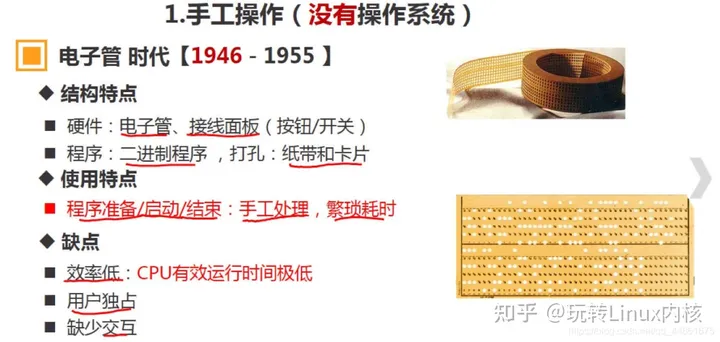 1.手工操作（没有操作系统）
电子管 时代【1946 - 1955 】
结构特点
硬件：电子管、接线面板（按钮/开关）
程序：二进制程序，打孔：纸带和卡片
使用特点
程序准备/启动/结束：手工处理，繁琐耗时
缺点
效率低：CPU有效运行时间极低
用户独占
缺少交互
知乎 @玩转Linux内核